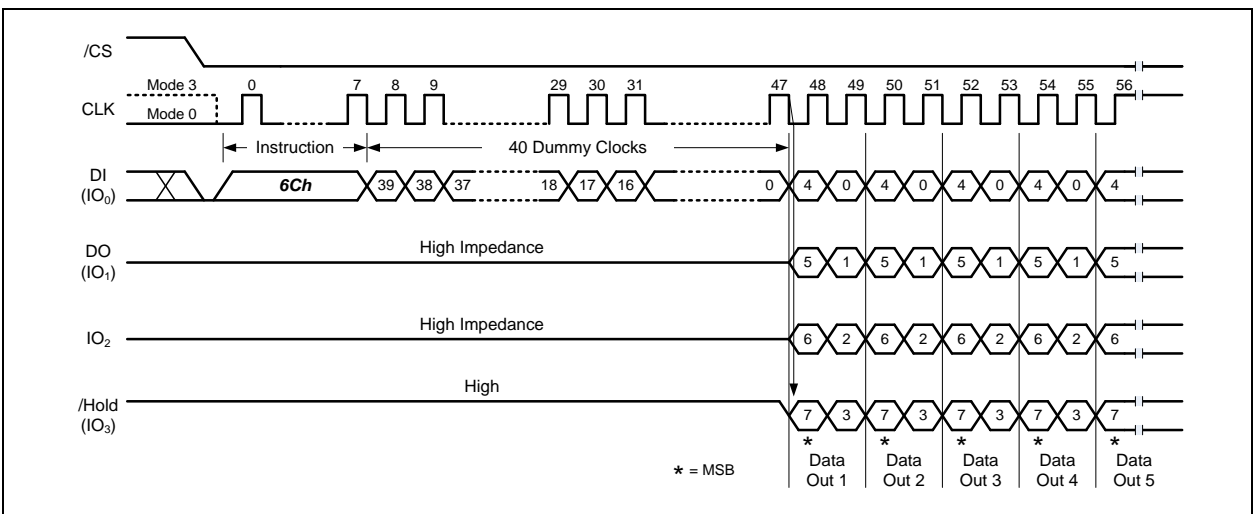 /CS
Mode 3 0 7 8 9 29 30 31 47 48 49 50 51 52 53 54 55 56
CLK
Mode 0
Instruction 40 Dummy Clocks
DI
(IO₀)
6Ch 39 38 37 18 17 16 0 4 0 4 0 4 0 4 0 4
High Impedance
DO
(IO₁)
5 1 5 1 5 1 5 1 5
High Impedance
IO₂
6 2 6 2 6 2 6 2 6
High
/Hold
(IO₃)
7 3 7 3 7 3 7 3 7
* * * * *
* = MSB
Data Data Data Data Data
Out 1 Out 2 Out 3 Out 4 Out 5